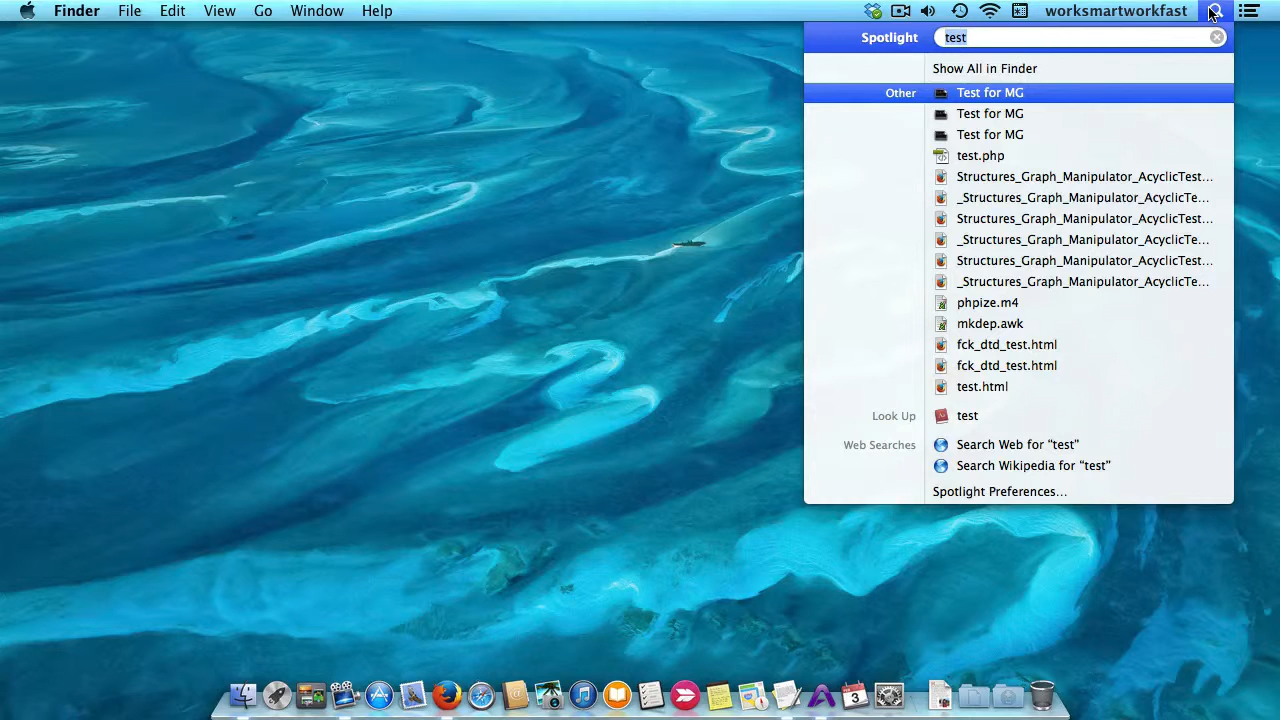 Finder File Edit View Go Window Help worksmartworkfast
Spotlight test
Show All in Finder
Other Test for MG
Test for MG
Test for MG
test.php
Structures_Graph_Manipulator_AcyclicTest...
_Structures_Graph_Manipulator_AcyclicTe...
Structures_Graph_Manipulator_AcyclicTest...
_Structures_Graph_Manipulator_AcyclicTe...
Structures_Graph_Manipulator_AcyclicTest...
_Structures_Graph_Manipulator_AcyclicTe...
phpize.m4
mkdep.awk
fck_dtd_test.html
fck_dtd_test.html
test.html
Look Up test
Web Searches Search Web for “test”
Search Wikipedia for “test”
Spotlight Preferences...
3